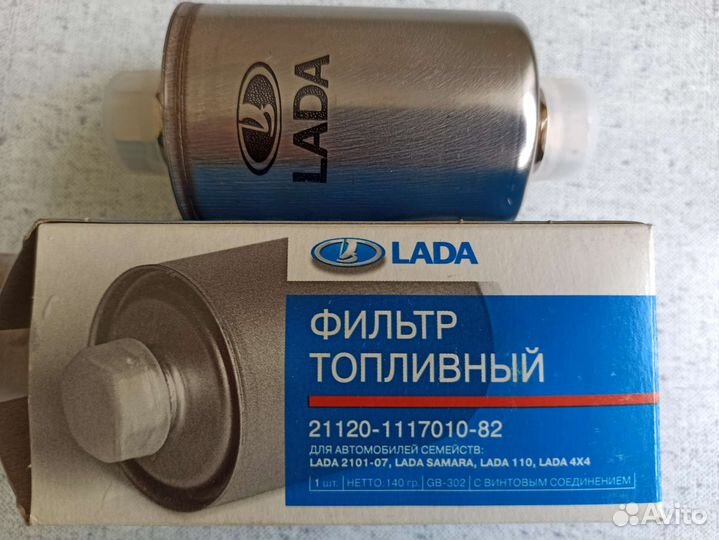 LADA
LADA
ФИЛЬТР
ТОПЛИВНЫЙ
21120-1117010-82
ДЛЯ АВТОМОБИЛЕЙ СЕМЕЙСТВ:
LADA 2101-07, LADA SAMARA, LADA 110, LADA 4X4
1 шт. НЕТТО: 140 гр. GB-302 С ВИНТОВЫМ СОЕДИНЕНИЕМ
Avito